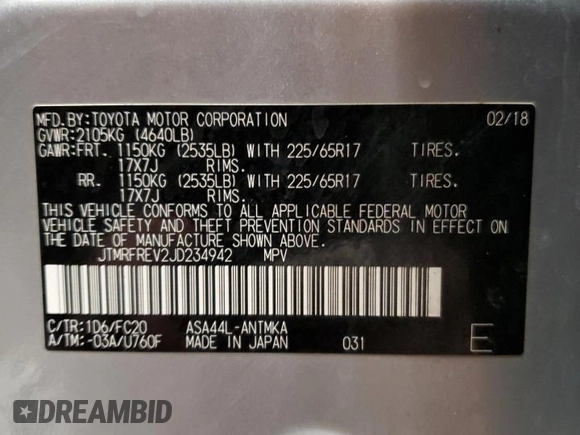 MFD.BY:TOYOTA MOTOR CORPORATION 02/18
GVWR:2105KG (4640LB)
GAWR:FRT. 1150KG (2535LB) WITH 225/65R17 TIRES.
17X7J RIMS.
RR. 1150KG (2535LB) WITH 225/65R17 TIRES.
17X7J RIMS.
THIS VEHICLE CONFORMS TO ALL APPLICABLE FEDERAL MOTOR
VEHICLE SAFETY AND THEFT PREVENTION STANDARDS IN EFFECT ON
THE DATE OF MANUFACTURE SHOWN ABOVE.
JTMRFREV2JD234942 MPV
C/TR:1D6/FC20 ASA44L-ANTMKA
A/TM:-03A/U760F MADE IN JAPAN 031 E
DREAMBID